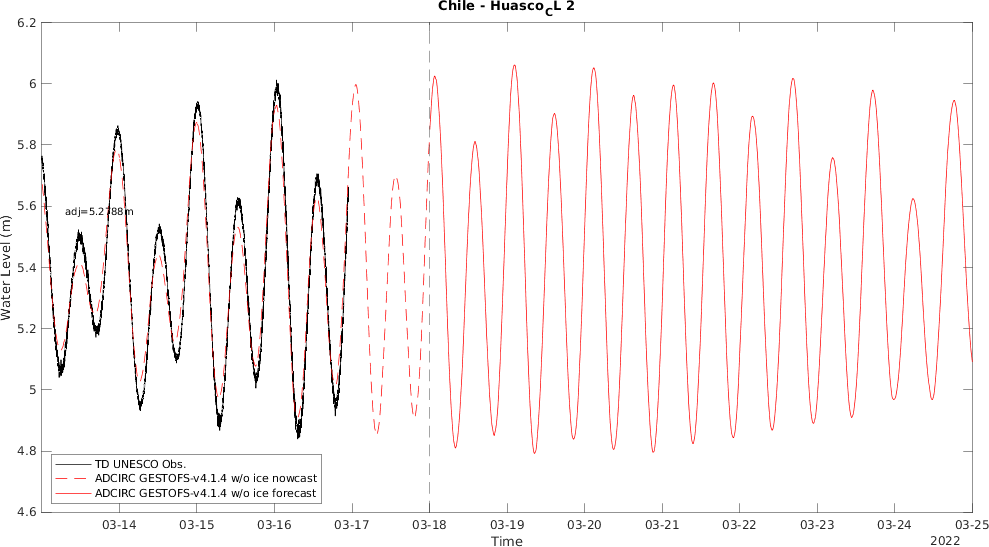 Chile - Huasco_CL 2
6.2
6
5.8
5.6
5.4
5.2
5
4.8
4.6
Water Level (m)
adj=5.2788m
TD UNESCO Obs.
ADCIRC GESTOFS-v4.1.4 w/o ice nowcast
ADCIRC GESTOFS-v4.1.4 w/o ice forecast
03-14 03-15 03-16 03-17 03-18 03-19 03-20 03-21 03-22 03-23 03-24 03-25
Time
2022